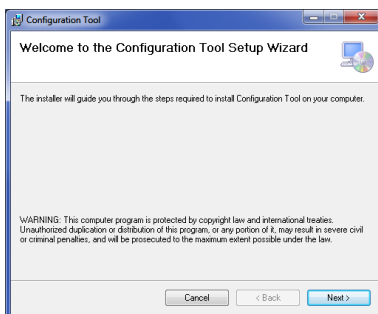 Configuration Tool
Welcome to the Configuration Tool Setup Wizard
The installer will guide you through the steps required to install Configuration Tool on your computer.
WARNING: This computer program is protected by copyright law and international treaties.
Unauthorized duplication or distribution of this program, or any portion of it, may result in severe civil
or criminal penalties, and will be prosecuted to the maximum extent possible under the law.
Cancel < Back Next >